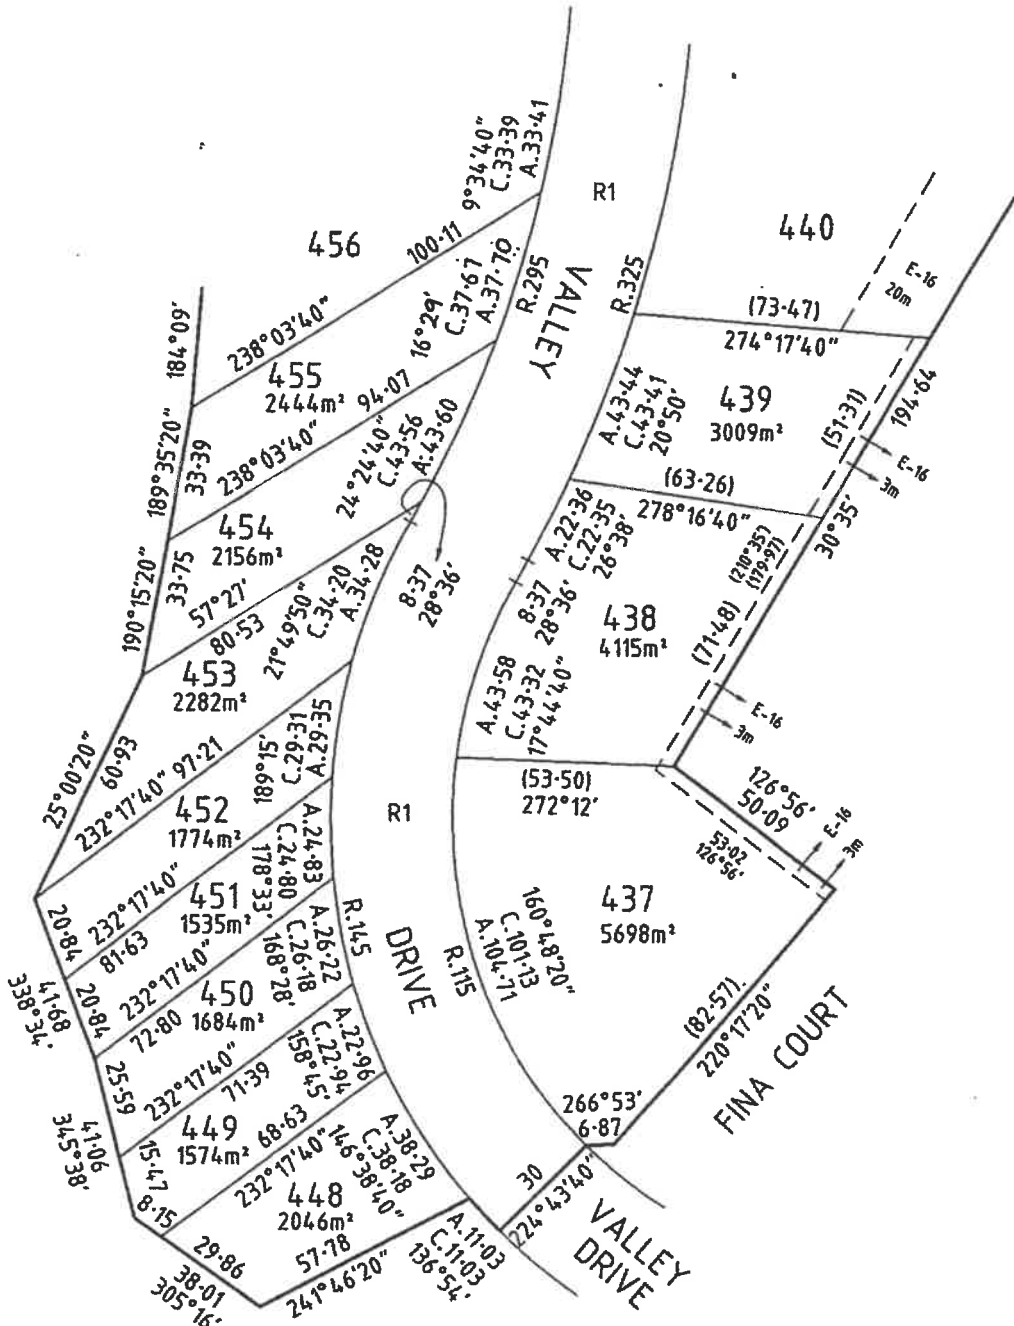 9°34'40"
C.33·39
A.33·41
R1
456
100·11
440
E-16
20m
184°09'
238°03'40"
16°29'
C.37·67
A.37·70
R.295
VALLEY
R.325
(73·47)
274°17'40"
455
2444m²
94·07
189°35'20"
33·39
238°03'40"
24°24'40"
C.43·56
A.43·60
A.43·44
C.43·41
20°50'
439
3009m²
(51·31)
194·64
E-16
3m
(63·26)
278°16'40"
30°35'
454
2156m²
190°15'20"
33·75
57°27'
80·53
21°49'50"
C.34·20
A.34·28
8·37
28°36'
A.22·36
C.22·35
26°38'
8·37
28°36'
(210°35')
(179·97)
438
4115m²
(71·48)
453
2282m²
A.43·58
C.43·32
17°44'40"
E-16
3m
25°00'20"
60·93
232°17'40"
97·21
189°15'
C.29·31
A.29·35
(53·50)
272°12'
126°56'
50·09
E-16
3m
53·02
126°56'
452
1774m²
R1
A.24·83
C.24·80
178°33'
232°17'40"
81·63
451
1535m²
20·84
437
5698m²
160°48'20"
C.101·13
A.104·71
R.145
DRIVE
R.115
A.26·22
C.26·18
168°28'
232°17'40"
72·80
450
1684m²
20·84
41·68
338°34'
(82·57)
220°17'20"
FINA COURT
A.22·96
C.22·94
158°45'
232°17'40"
71·39
25·59
449
1574m²
68·63
41·06
345°38'
15·47
232°17'40"
A.38·29
C.38·18
146°38'40"
266°53'
6·87
8·15
448
2046m²
30
224°43'40"
29·86
57·78
241°46'20"
A.11·03
C.11·03
136°54'
VALLEY
DRIVE
38·01
305°16'